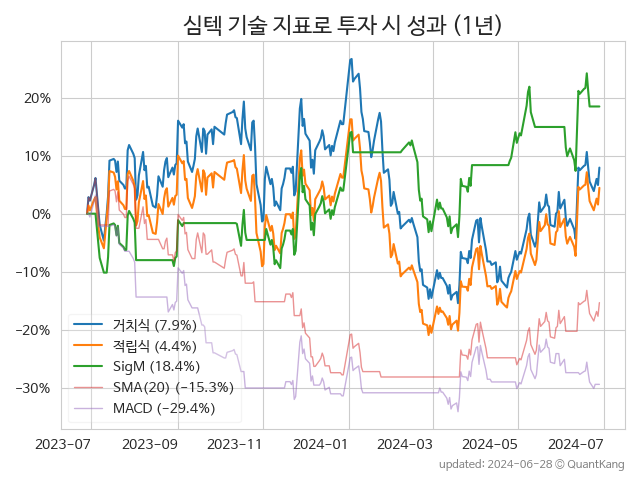 심텍 기술 지표로 투자 시 성과 (1년)
20%
10%
0%
−10%
−20%
−30%
거치식 (7.9%)
적립식 (4.4%)
SigM (18.4%)
SMA(20) (−15.3%)
MACD (−29.4%)
2023-07 2023-09 2023-11 2024-01 2024-03 2024-05 2024-07
updated: 2024-06-28 ⓒ QuantKang